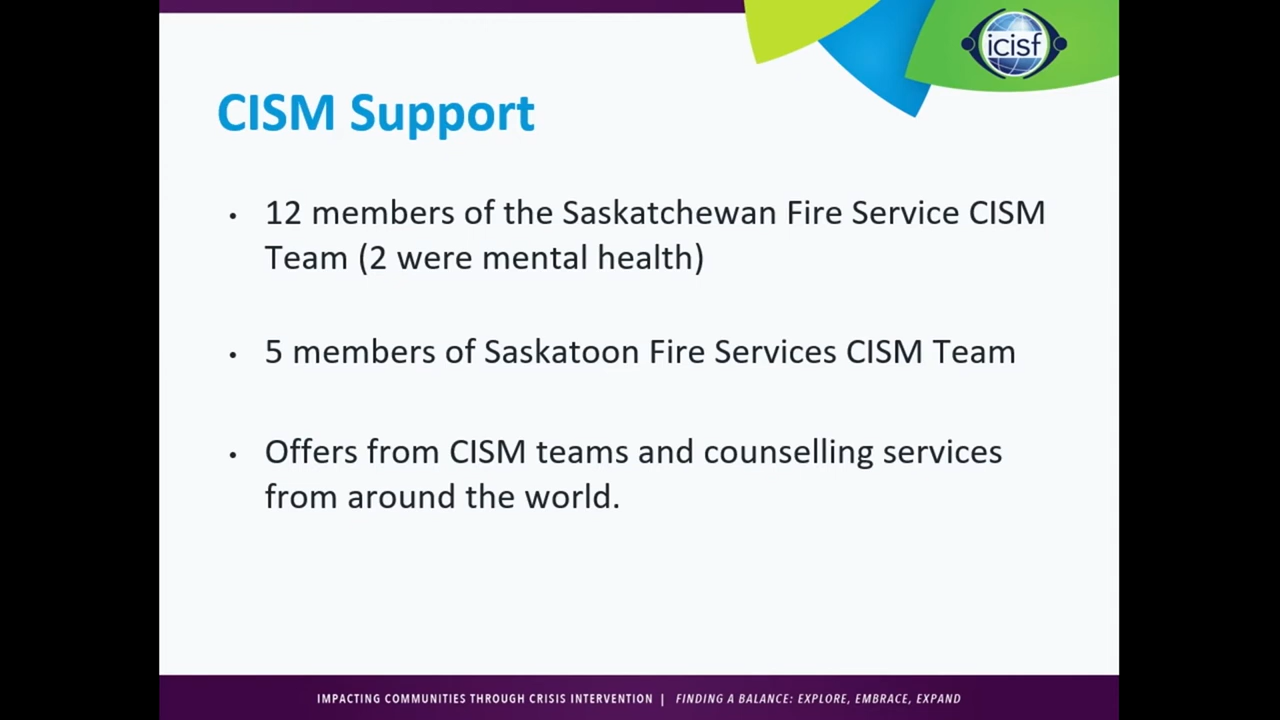 icisf
CISM Support
• 12 members of the Saskatchewan Fire Service CISM
Team (2 were mental health)
• 5 members of Saskatoon Fire Services CISM Team
• Offers from CISM teams and counselling services
from around the world.
IMPACTING COMMUNITIES THROUGH CRISIS INTERVENTION | FINDING A BALANCE: EXPLORE, EMBRACE, EXPAND